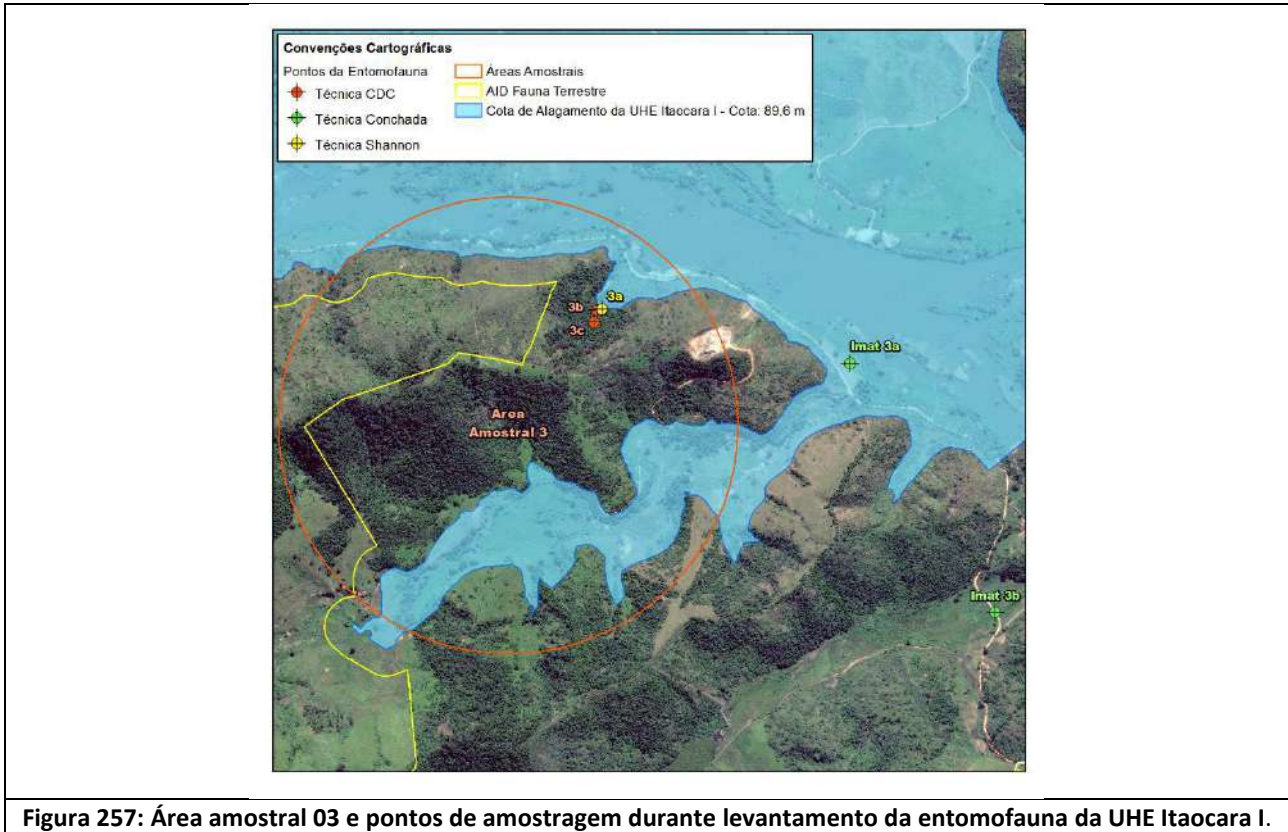 Convenções Cartográficas
Pontos da Entomofauna
Técnica CDC
Técnica Conchada
Técnica Shannon
Áreas Amostrais
AID Fauna Terrestre
Cota de Alagamento da UHE Itaocara I - Cota: 89,6 m
3a
3b
3c
Imat 3a
Área
Amostral 3
Imat 3b
Figura 257: Área amostral 03 e pontos de amostragem durante levantamento da entomofauna da UHE Itaocara I.